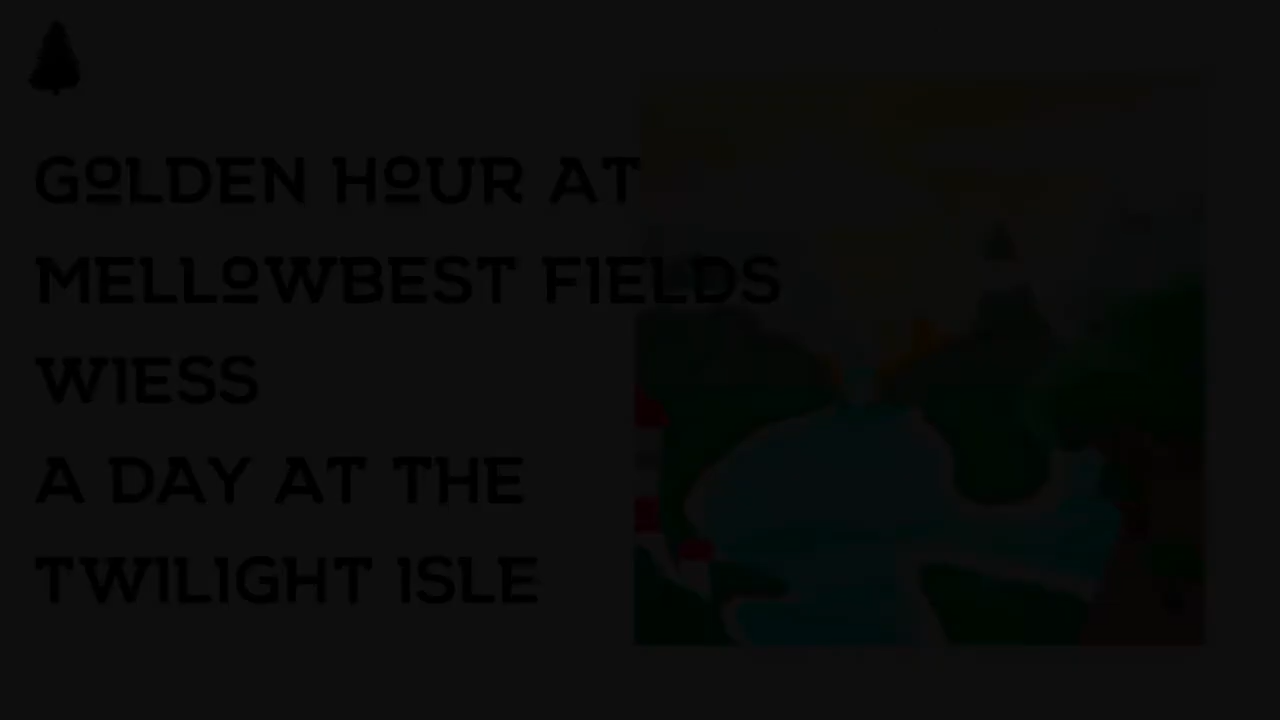 GOLDEN HOUR AT
MELLOWBEST FIELDS
WIESS
A DAY AT THE
TWILIGHT ISLE